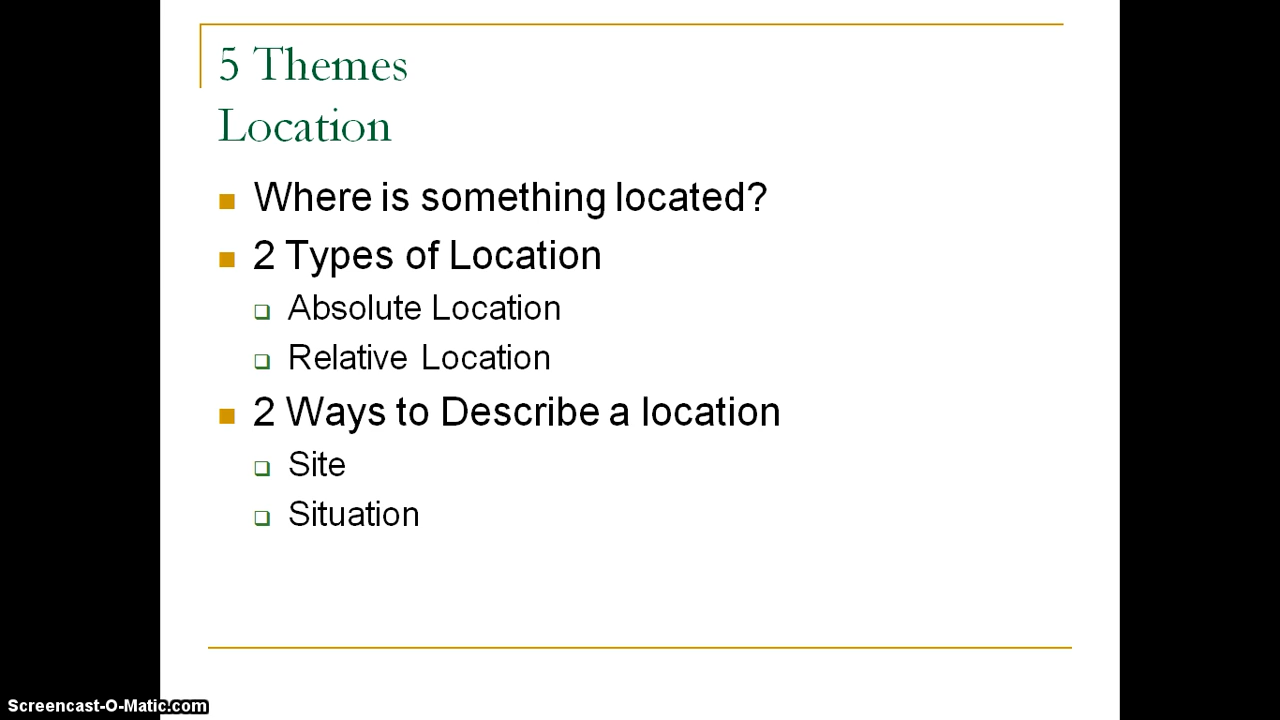 5 Themes
Location
Where is something located?
2 Types of Location
Absolute Location
Relative Location
2 Ways to Describe a location
Site
Situation
Screencast-O-Matic.com